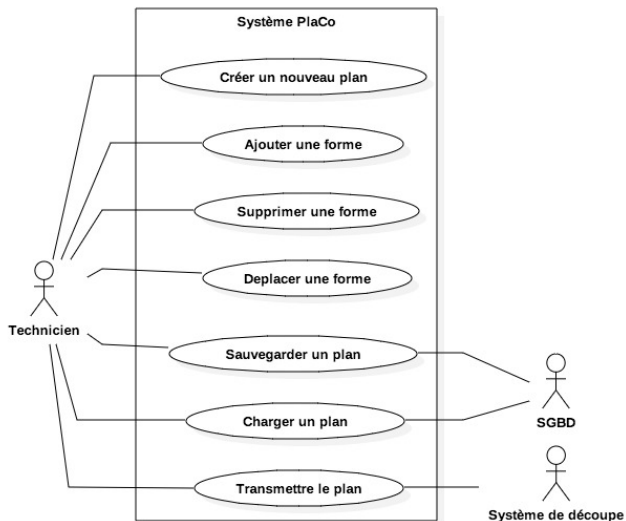 Système PlaCo
Créer un nouveau plan
Ajouter une forme
Supprimer une forme
Deplacer une forme
Technicien
Sauvegarder un plan
Charger un plan
SGBD
Transmettre le plan
Système de découpe